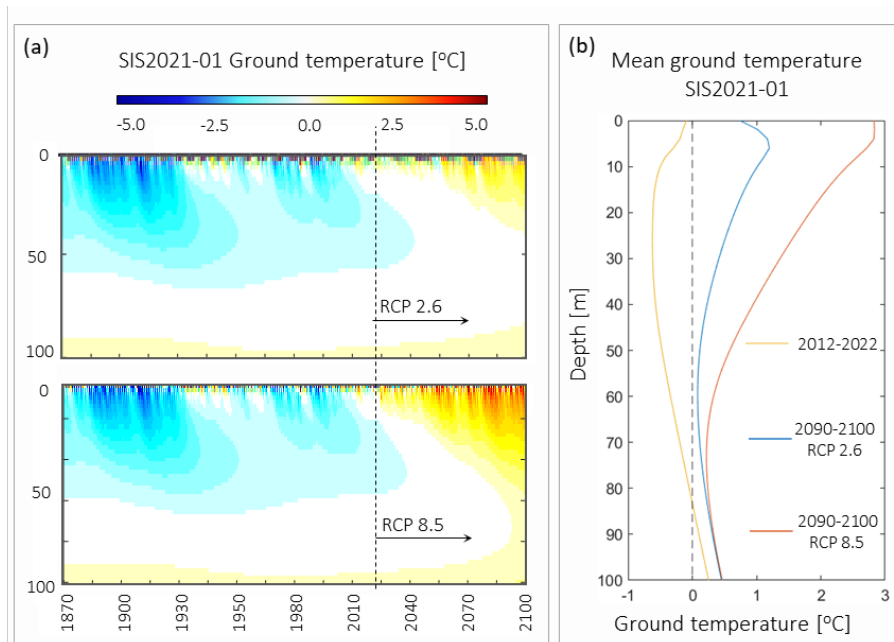 (a)
SIS2021-01 Ground temperature [°C]
-5.0 -2.5 0.0 2.5 5.0
0
50
100
RCP 2.6
0
50
100
RCP 8.5
1870 1900 1930 1950 1980 2010 2040 2060 2100
(b)
Mean ground temperature
SIS2021-01
0
10
20
30
40
50
60
70
80
90
100
Depth [m]
2012-2022
2090-2100
RCP 2.6
2090-2100
RCP 8.5
-1 0 1 2 3
Ground temperature [°C]